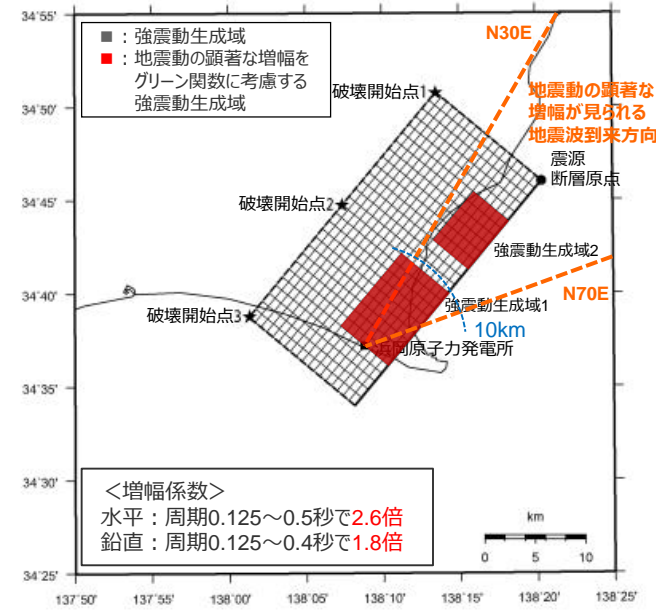 ■：強震動生成域
■：地震動の顕著な増幅を
グリーン関数に考慮する
強震動生成域
N30E
地震動の顕著な
増幅が見られる
地震波到来方向
破壊開始点1
震源
断層原点
破壊開始点2
強震動生成域2
N70E
強震動生成域1
10km
破壊開始点3
浜岡原子力発電所
＜増幅係数＞
水平：周期0.125～0.5秒で2.6倍
鉛直：周期0.125～0.4秒で1.8倍
km
0 5 10
34˚55'
34˚50'
34˚45'
34˚40'
34˚35'
34˚30'
34˚25'
137˚50' 137˚55' 138˚00' 138˚05' 138˚10' 138˚15' 138˚20' 138˚25'